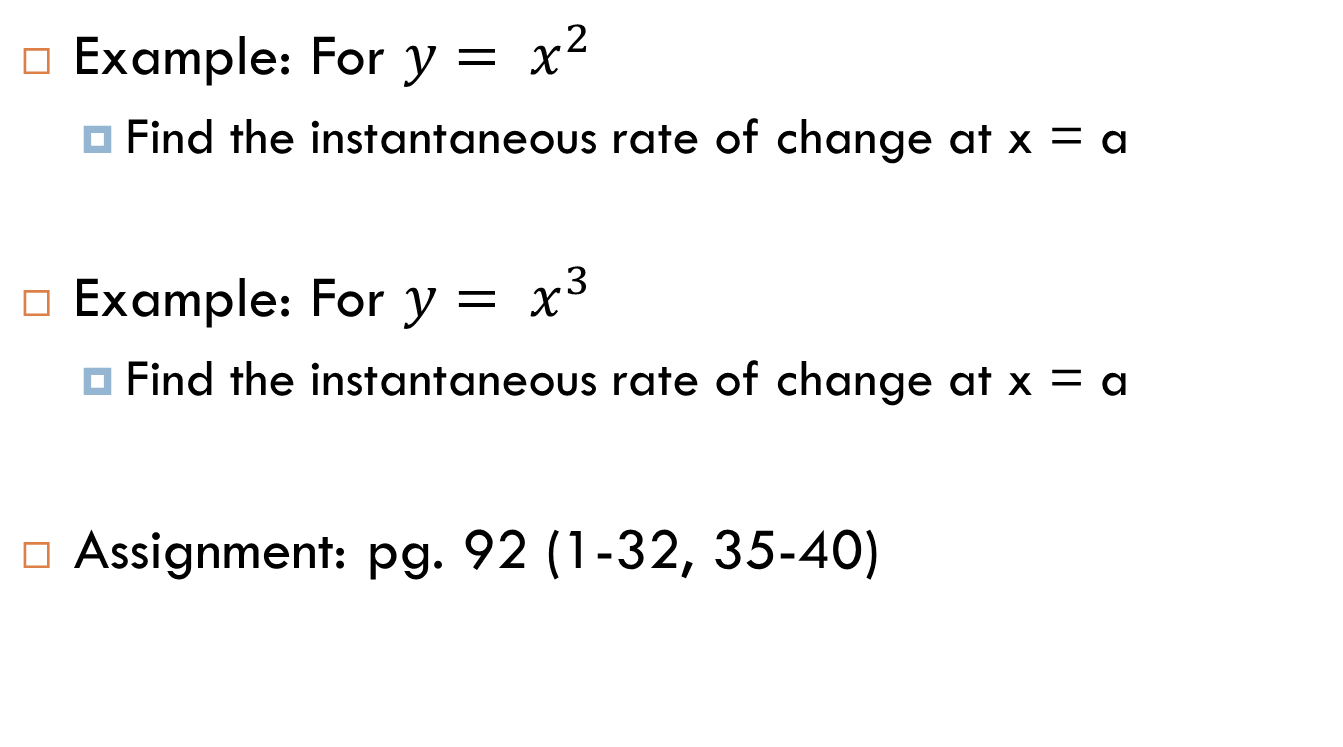 Example: For y = x²
Find the instantaneous rate of change at x = a
Example: For y = x³
Find the instantaneous rate of change at x = a
Assignment: pg. 92 (1-32, 35-40)